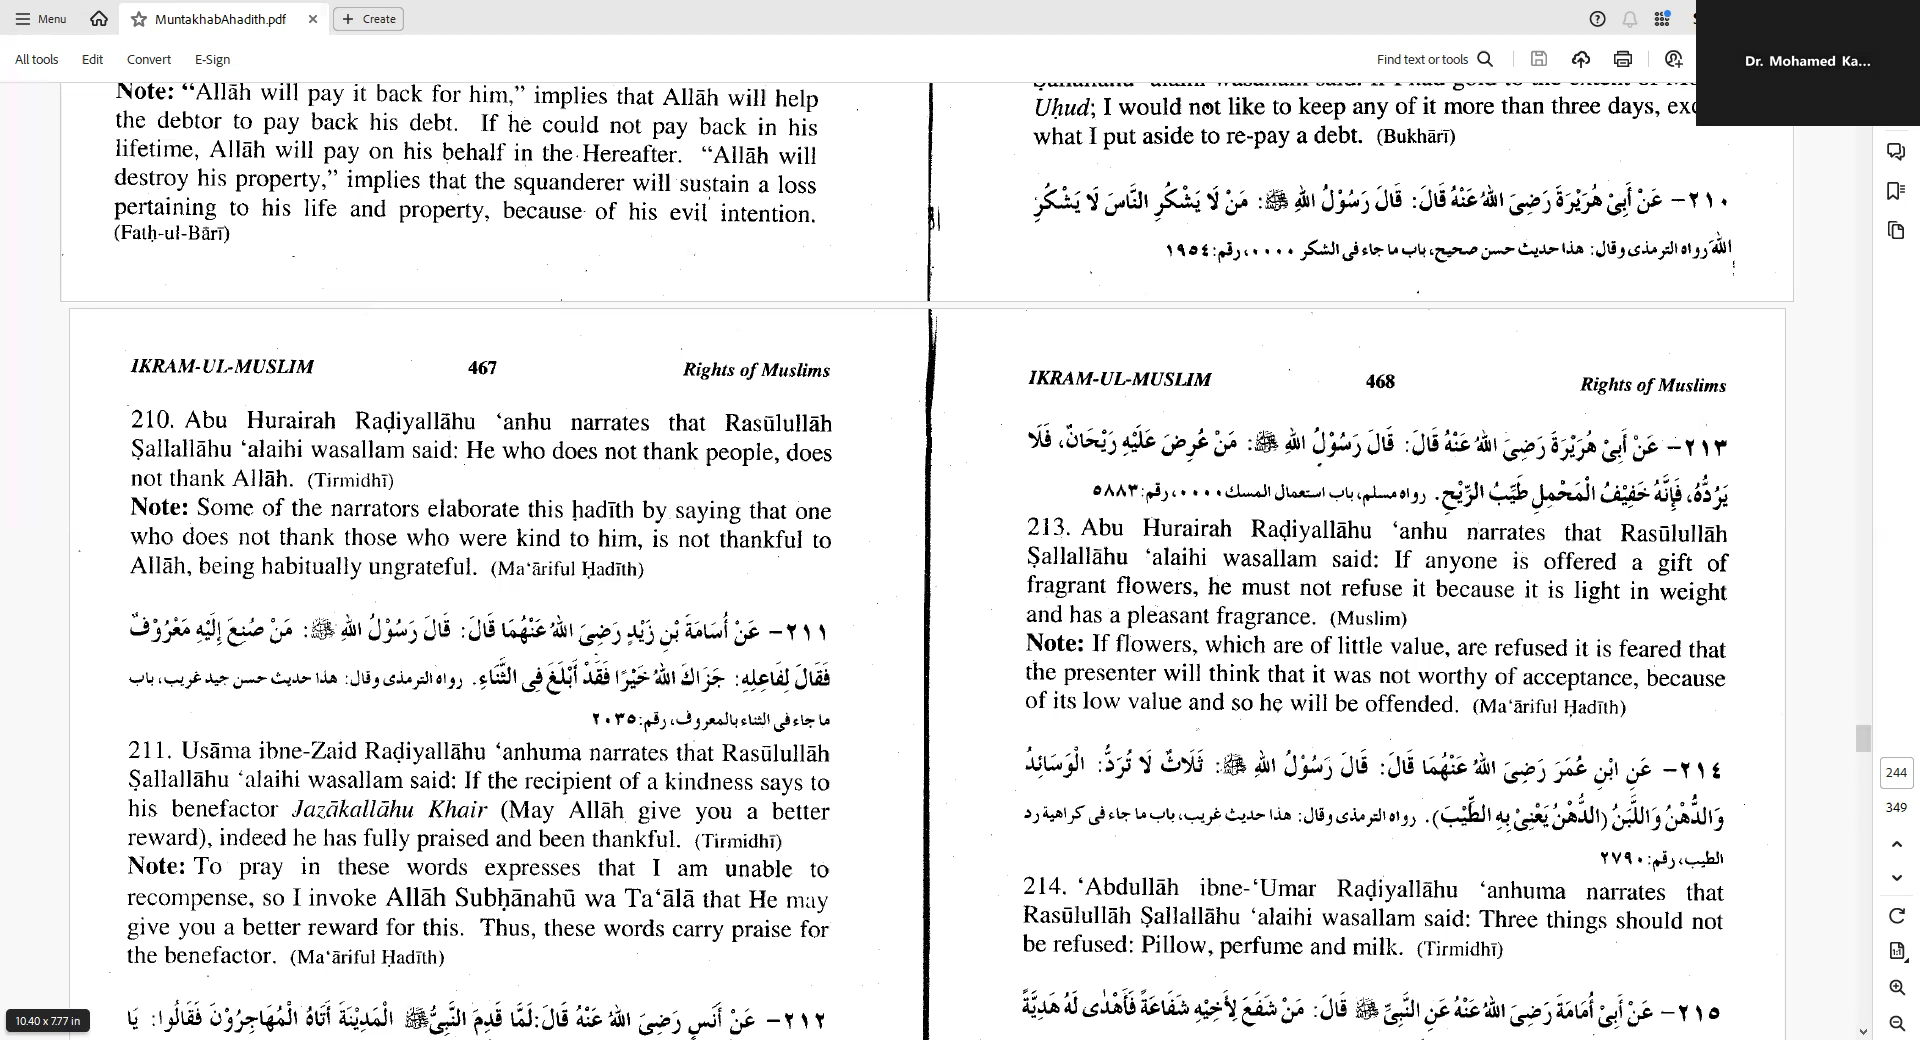 Menu
MuntakhabAhadith.pdf
Create
All tools
Edit
Convert
E-Sign
Find text or tools
Dr. Mohamed Ka...
Note: “Allāh will pay it back for him,” implies that Allāh will help
the debtor to pay back his debt. If he could not pay back in his
lifetime, Allāh will pay on his behalf in the Hereafter. “Allāh will
destroy his property,” implies that the squanderer will sustain a loss
pertaining to his life and property, because of his evil intention.
(Fatḥ-ul-Bārī)
Uḥud; I would not like to keep any of it more than three days,
what I put aside to re-pay a debt. (Bukhārī)
٢١٠- عَنْ أَبِىْ هُرَيْرَةَ رَضِىَ اللهُ عَنْهُ قَالَ: قَالَ رَسُوْلُ اللهِ ﷺ: مَنْ لَا يَشْكُرِ النَّاسَ لَا يَشْكُرِ
اللهَ رواه الترمذى وقال: هذا حديث حسن صحيح، باب ما جاء فى الشكر ٠٠٠٠، رقم: ١٩٥٤
IKRAM-UL-MUSLIM 467 Rights of Muslims
210. Abu Hurairah Raḍiyallāhu ‘anhu narrates that Rasūlullāh
Ṣallallāhu ‘alaihi wasallam said: He who does not thank people, does
not thank Allāh. (Tirmidhī)
Note: Some of the narrators elaborate this ḥadīth by saying that one
who does not thank those who were kind to him, is not thankful to
Allāh, being habitually ungrateful. (Ma‘āriful Ḥadīth)
٢١١- عَنْ أُسَامَةَ بْنِ زَيْدٍ رَضِىَ اللهُ عَنْهُمَا قَالَ: قَالَ رَسُوْلُ اللهِ ﷺ: مَنْ صُنِعَ إِلَيْهِ مَعْرُوْفٌ
فَقَالَ لِفَاعِلِهِ: جَزَاكَ اللهُ خَيْرًا فَقَدْ أَبْلَغَ فِى الثَّنَاءِ. رواه الترمذى وقال: هذا حديث حسن جيد غريب، باب
ما جاء فى الثناء بالمعروف، رقم: ٢٠٣٥
211. Usāma ibne-Zaid Raḍiyallāhu ‘anhuma narrates that Rasūlullāh
Ṣallallāhu ‘alaihi wasallam said: If the recipient of a kindness says to
his benefactor Jazākallāhu Khair (May Allāh give you a better
reward), indeed he has fully praised and been thankful. (Tirmidhī)
Note: To pray in these words expresses that I am unable to
recompense, so I invoke Allāh Subḥānahū wa Ta‘ālā that He may
give you a better reward for this. Thus, these words carry praise for
the benefactor. (Ma‘āriful Ḥadīth)
٢١٢- عَنْ أَنَسٍ رَضِىَ اللهُ عَنْهُ قَالَ: لَمَّا قَدِمَ النَّبِىُّ ﷺ الْمَدِيْنَةَ أَتَاهُ الْمُهَاجِرُوْنَ فَقَالُوا: يَا
IKRAM-UL-MUSLIM 468 Rights of Muslims
٢١٣- عَنْ أَبِىْ هُرَيْرَةَ رَضِىَ اللهُ عَنْهُ قَالَ: قَالَ رَسُوْلُ اللهِ ﷺ: مَنْ عُرِضَ عَلَيْهِ رَيْحَانٌ، فَلَا
يَرُدُّهُ، فَإِنَّهُ خَفِيْفُ الْمَحْمِلِ طَيِّبُ الرِّيْحِ. رواه مسلم، باب استعمال المسك ٠٠٠٠، رقم: ٥٨٨٣
213. Abu Hurairah Raḍiyallāhu ‘anhu narrates that Rasūlullāh
Ṣallallāhu ‘alaihi wasallam said: If anyone is offered a gift of
fragrant flowers, he must not refuse it because it is light in weight
and has a pleasant fragrance. (Muslim)
Note: If flowers, which are of little value, are refused it is feared that
the presenter will think that it was not worthy of acceptance, because
of its low value and so he will be offended. (Ma‘āriful Ḥadīth)
٢١٤- عَنِ ابْنِ عُمَرَ رَضِىَ اللهُ عَنْهُمَا قَالَ: قَالَ رَسُوْلُ اللهِ ﷺ: ثَلَاثٌ لَا تُرَدُّ: الْوَسَائِدُ
وَالدُّهْنُ وَاللَّبَنُ (الدُّهْنُ يَعْنِىْ بِهِ الطِّيْبَ). رواه الترمذى وقال: هذا حديث غريب، باب ما جاء فى كراهية رد
الطيب، رقم: ٢٧٩٠
214. ‘Abdullāh ibne-‘Umar Raḍiyallāhu ‘anhuma narrates that
Rasūlullāh Ṣallallāhu ‘alaihi wasallam said: Three things should not
be refused: Pillow, perfume and milk. (Tirmidhī)
٢١٥- عَنْ أَبِىْ أُمَامَةَ رَضِىَ اللهُ عَنْهُ عَنِ النَّبِىِّ ﷺ قَالَ: مَنْ شَفَعَ لِأَخِيْهِ شَفَاعَةً فَأَهْدٰى لَهُ هَدِيَّةً
244
349
10.40 x 7.77 in